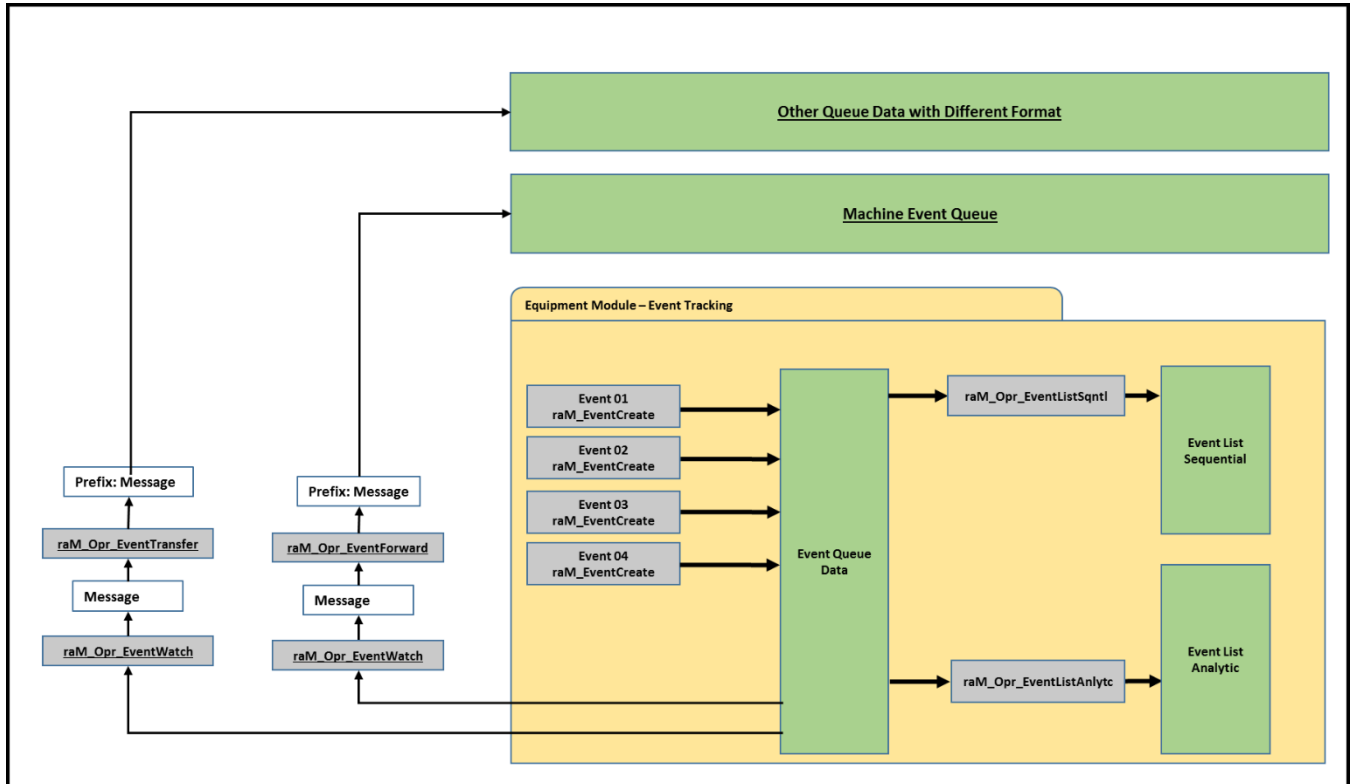 Other Queue Data with Different Format
Machine Event Queue
Equipment Module – Event Tracking
Event 01
raM_EventCreate
Event 02
raM_EventCreate
Event 03
raM_EventCreate
Event 04
raM_EventCreate
Event Queue
Data
raM_Opr_EventListSqntl
Event List
Sequential
raM_Opr_EventListAnlytc
Event List
Analytic
Prefix: Message
raM_Opr_EventTransfer
Message
raM_Opr_EventWatch
Prefix: Message
raM_Opr_EventForward
Message
raM_Opr_EventWatch